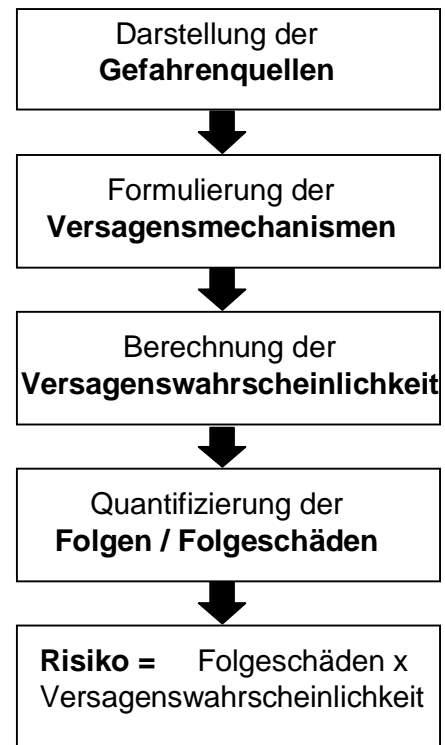 Darstellung der
Gefahrenquellen
Formulierung der
Versagensmechanismen
Berechnung der
Versagenswahrscheinlichkeit
Quantifizierung der
Folgen / Folgeschäden
Risiko = Folgeschäden x
Versagenswahrscheinlichkeit